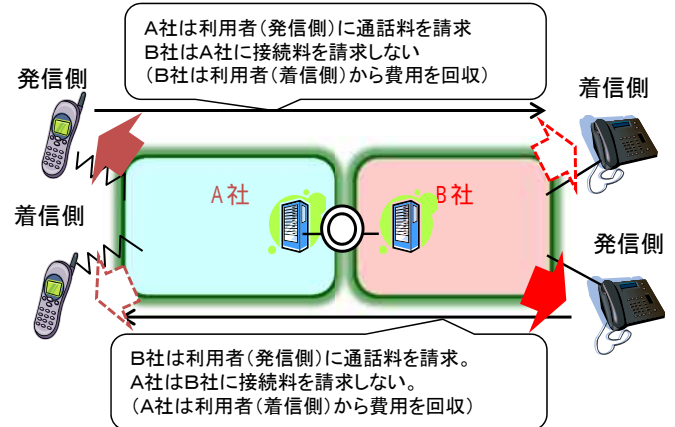 A社は利用者（発信側）に通話料を請求
B社はA社に接続料を請求しない
（B社は利用者（着信側）から費用を回収）
発信側
着信側
A社
B社
着信側
発信側
B社は利用者（発信側）に通話料を請求。
A社はB社に接続料を請求しない。
（A社は利用者（着信側）から費用を回収）